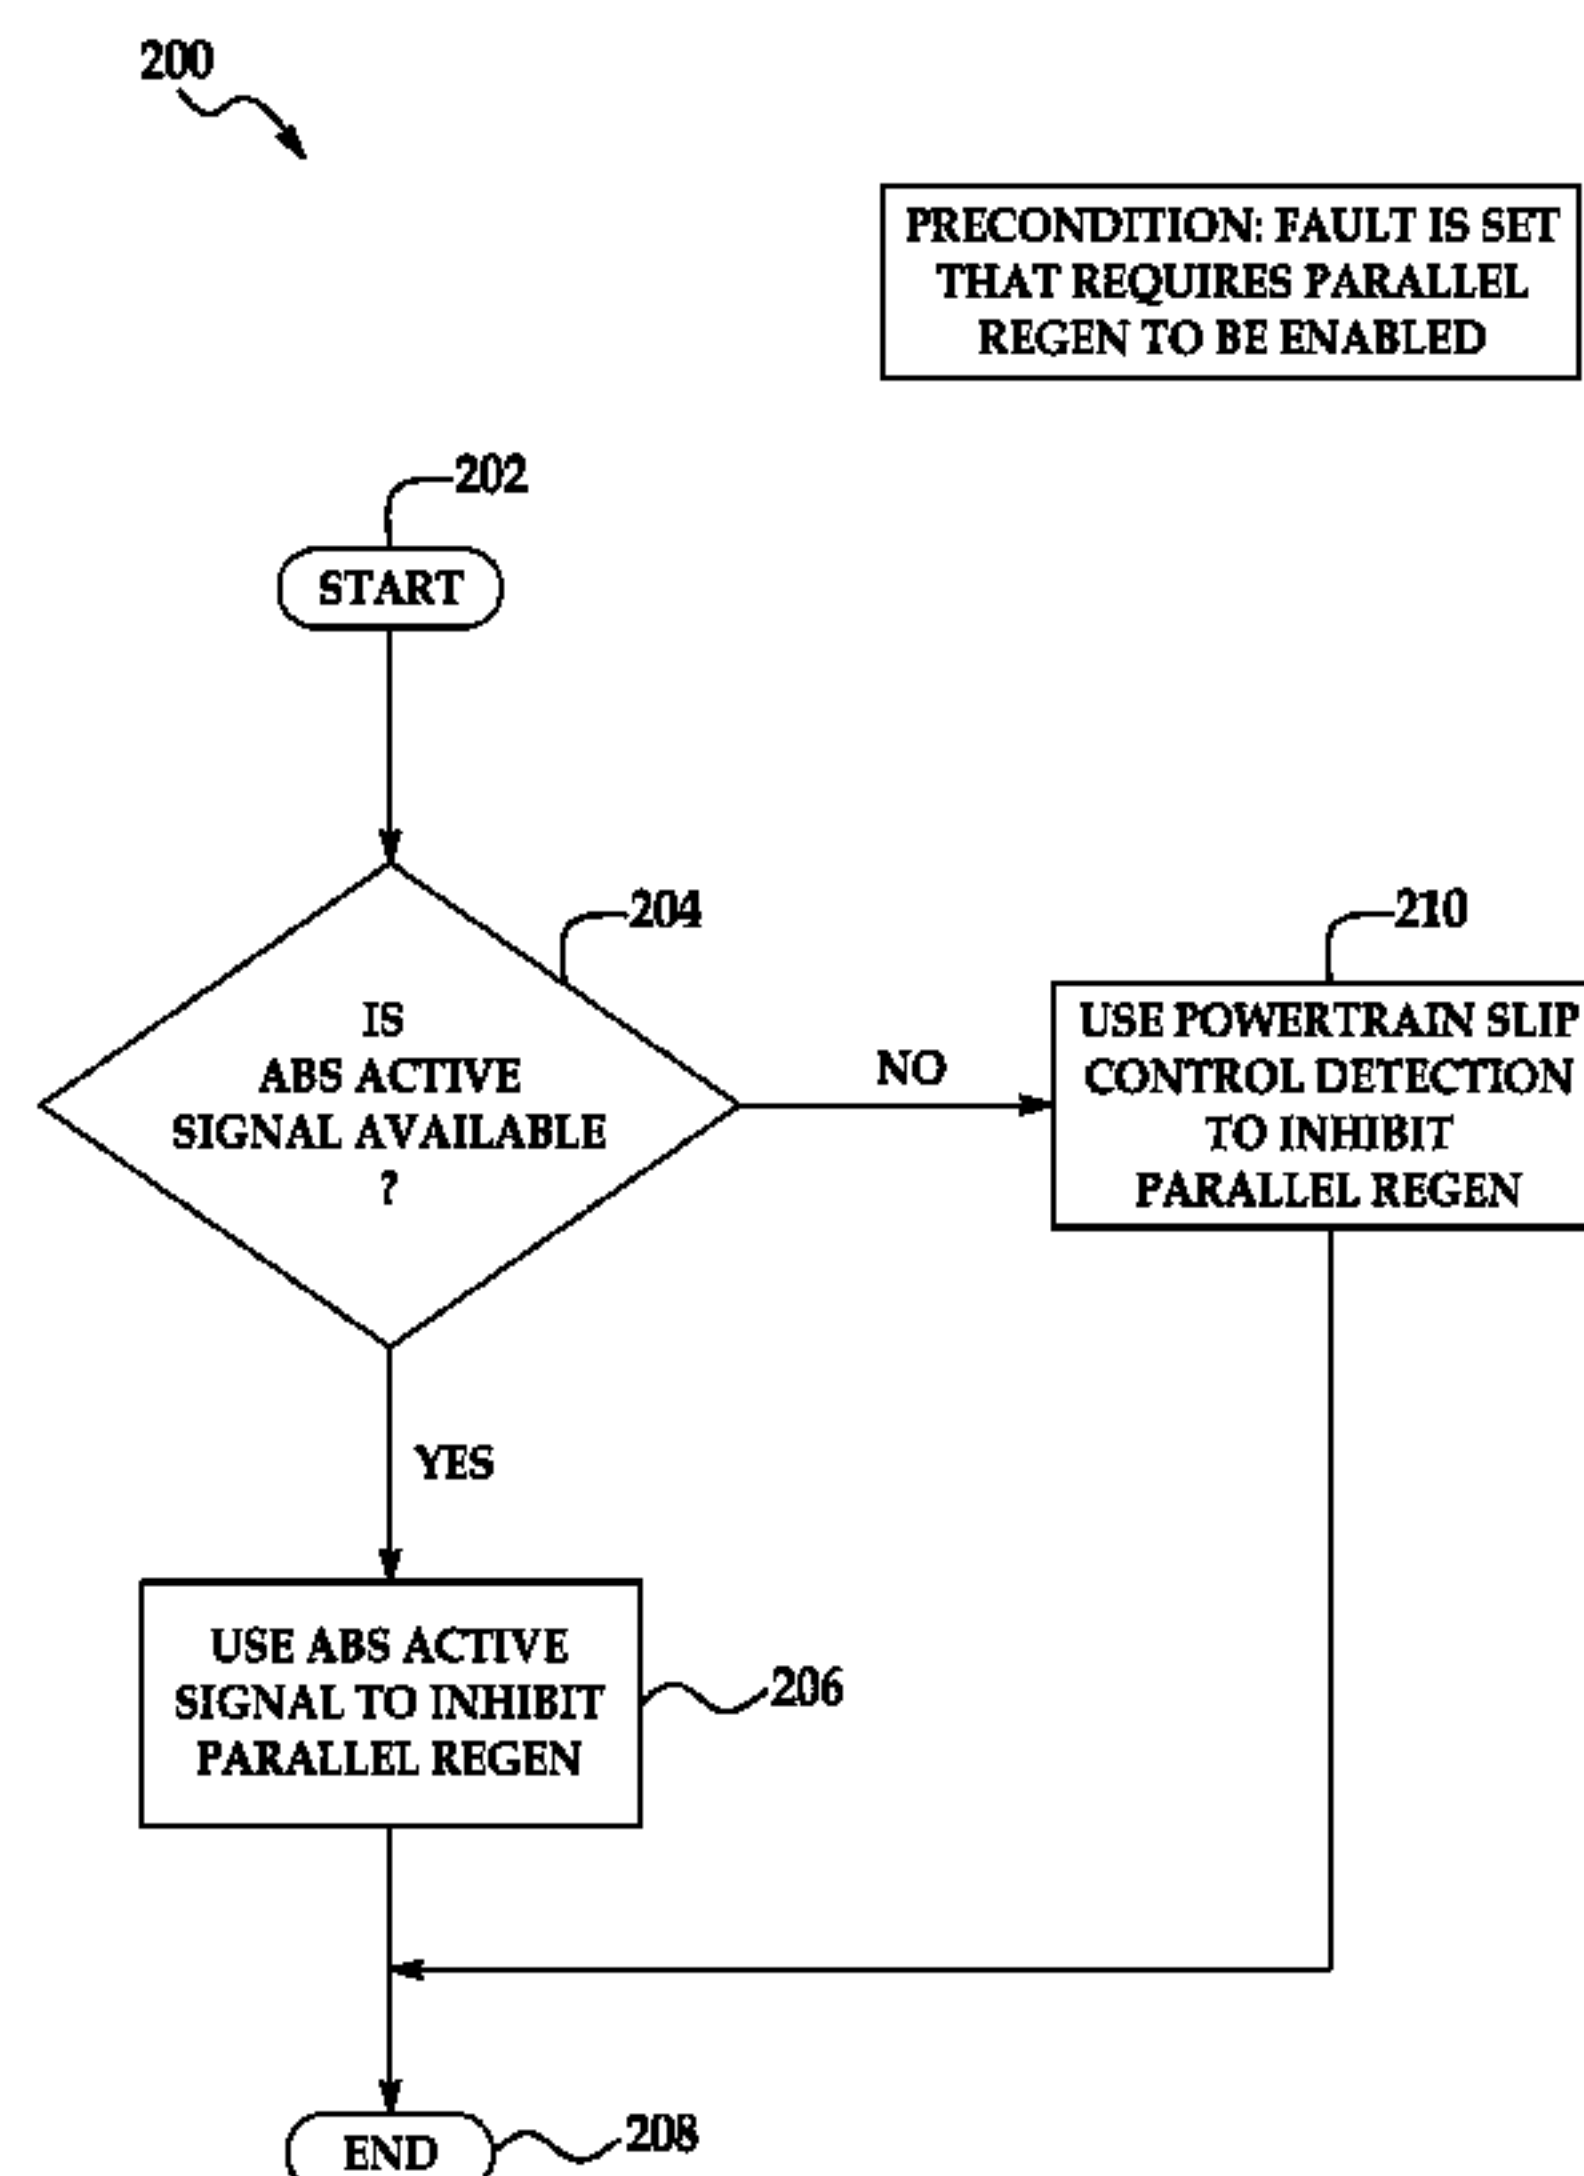 200
PRECONDITION: FAULT IS SET
THAT REQUIRES PARALLEL
REGEN TO BE ENABLED
202
START
204
IS
ABS ACTIVE
SIGNAL AVAILABLE
?
NO
210
USE POWERTRAIN SLIP
CONTROL DETECTION
TO INHIBIT
PARALLEL REGEN
YES
USE ABS ACTIVE
SIGNAL TO INHIBIT
PARALLEL REGEN
206
END
208